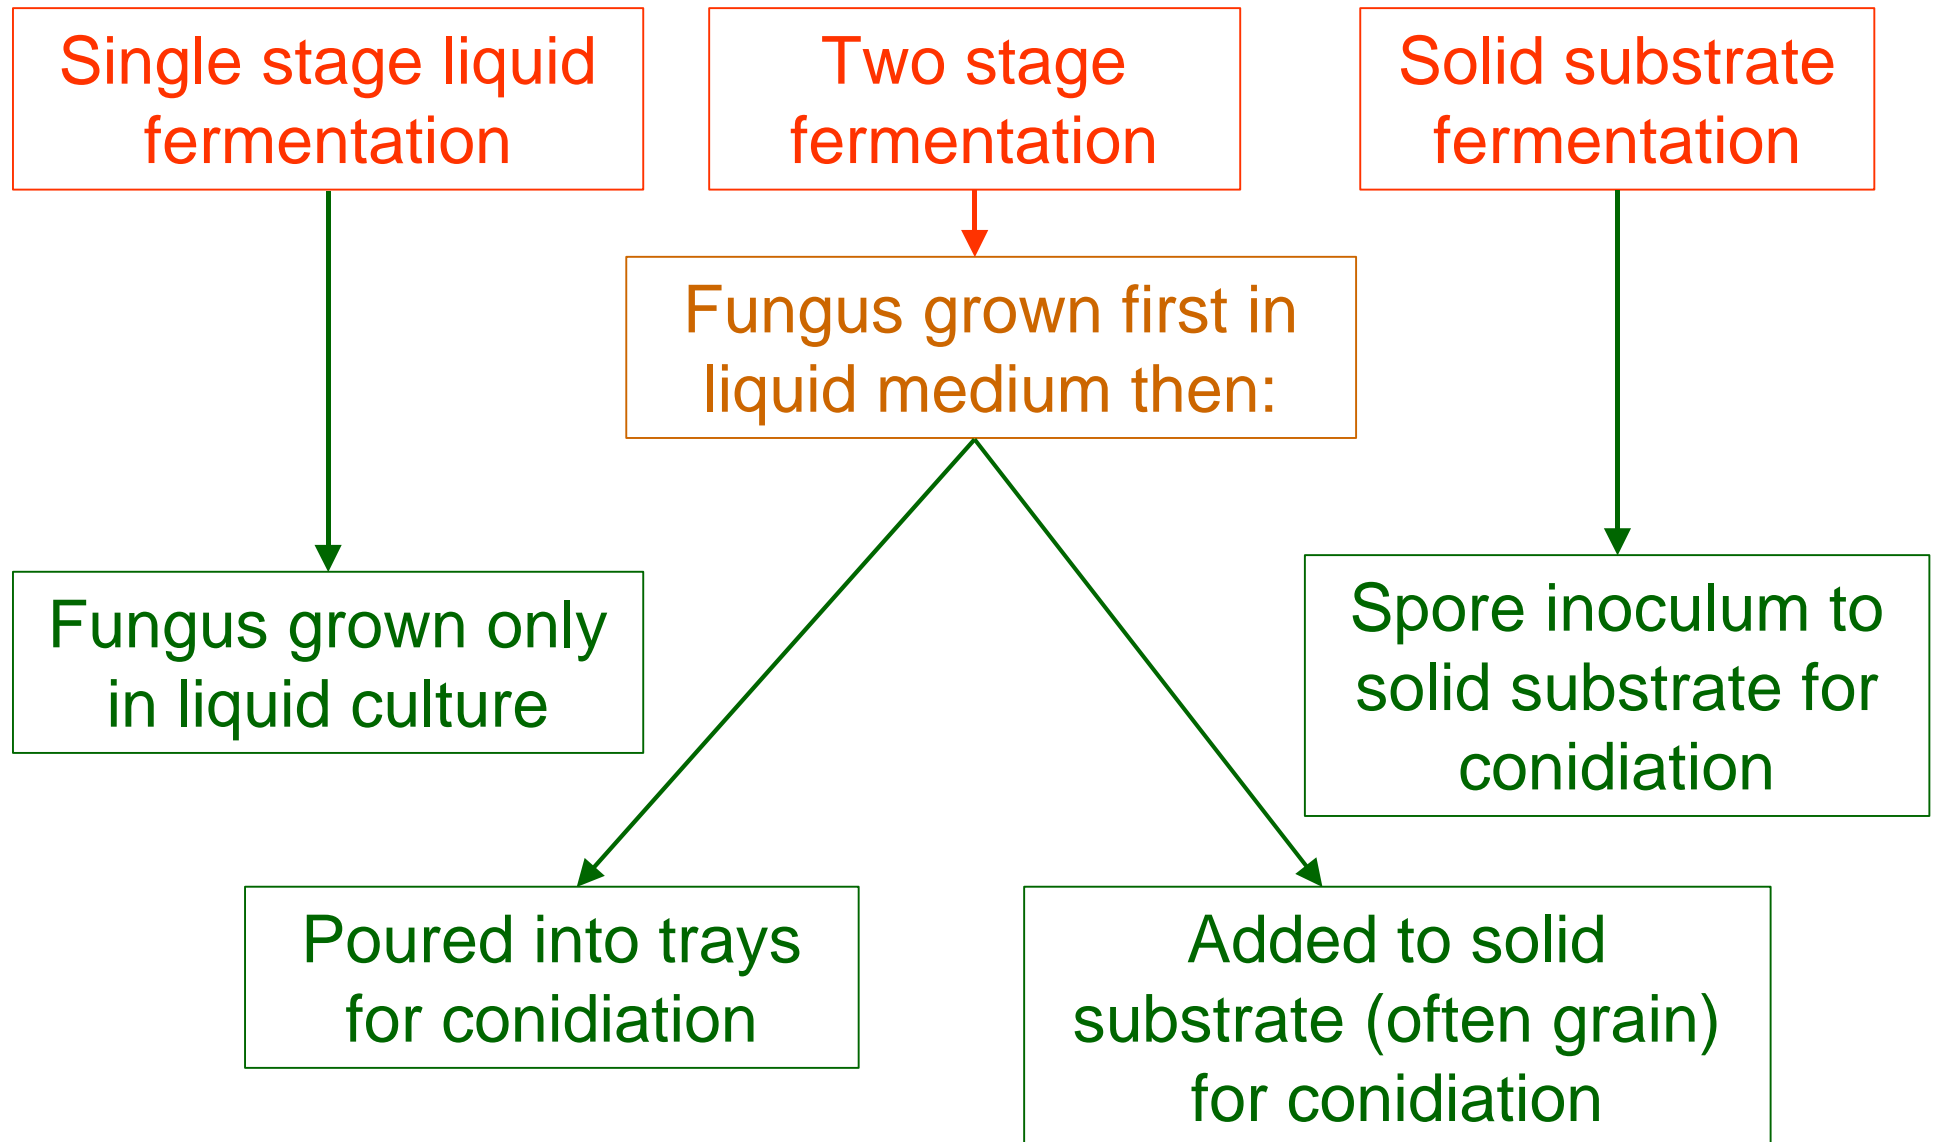 Single stage liquid
fermentation
Two stage
fermentation
Solid substrate
fermentation
Fungus grown first in
liquid medium then:
Fungus grown only
in liquid culture
Spore inoculum to
solid substrate for
conidiation
Poured into trays
for conidiation
Added to solid
substrate (often grain)
for conidiation